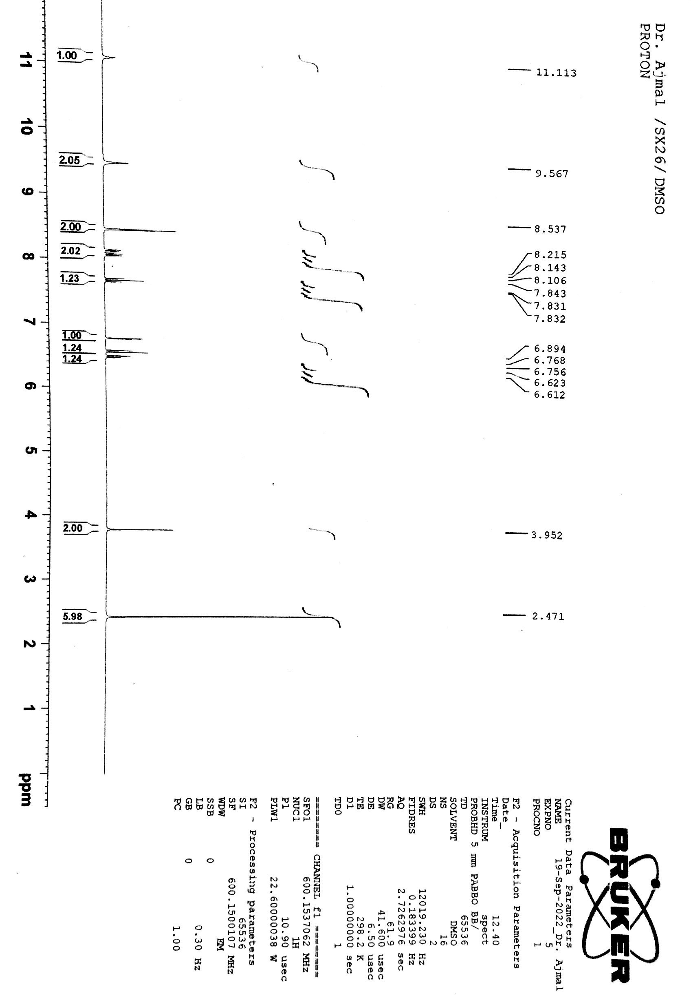 Dr. Ajmal /SX26/DMSO
PROTON
11.113
9.567
8.537
8.215
8.143
8.106
7.843
7.831
7.832
6.894
6.768
6.756
6.623
6.612
3.952
2.471
1.00
2.05
2.00
2.02
1.23
1.00
1.24
1.24
2.00
5.98
11
10
9
8
7
6
5
4
3
2
1
ppm
BRUKER
Current Data Parameters
NAME 19-Sep-2022_Dr. Ajmal
EXPNO 5
PROCNO 1
F2 - Acquisition Parameters
Date_
Time 12.40
INSTRUM spect
PROBHD 5 mm PABBO BB/
TD 65536
SOLVENT DMSO
NS 16
DS 2
SWH 12019.230 Hz
FIDRES 0.183399 Hz
AQ 2.7262976 sec
RG 61.9
DW 41.600 usec
DE 6.50 usec
TE 298.2 K
D1 1.00000000 sec
TD0 1
======== CHANNEL f1 ========
SFO1 600.1537062 MHz
NUC1 1H
P1 10.90 usec
PLW1 22.60000038 W
F2 - Processing parameters
SI 65536
SF 600.1500107 MHz
WDW EM
SSB 0
LB 0.30 Hz
GB 0
PC 1.00